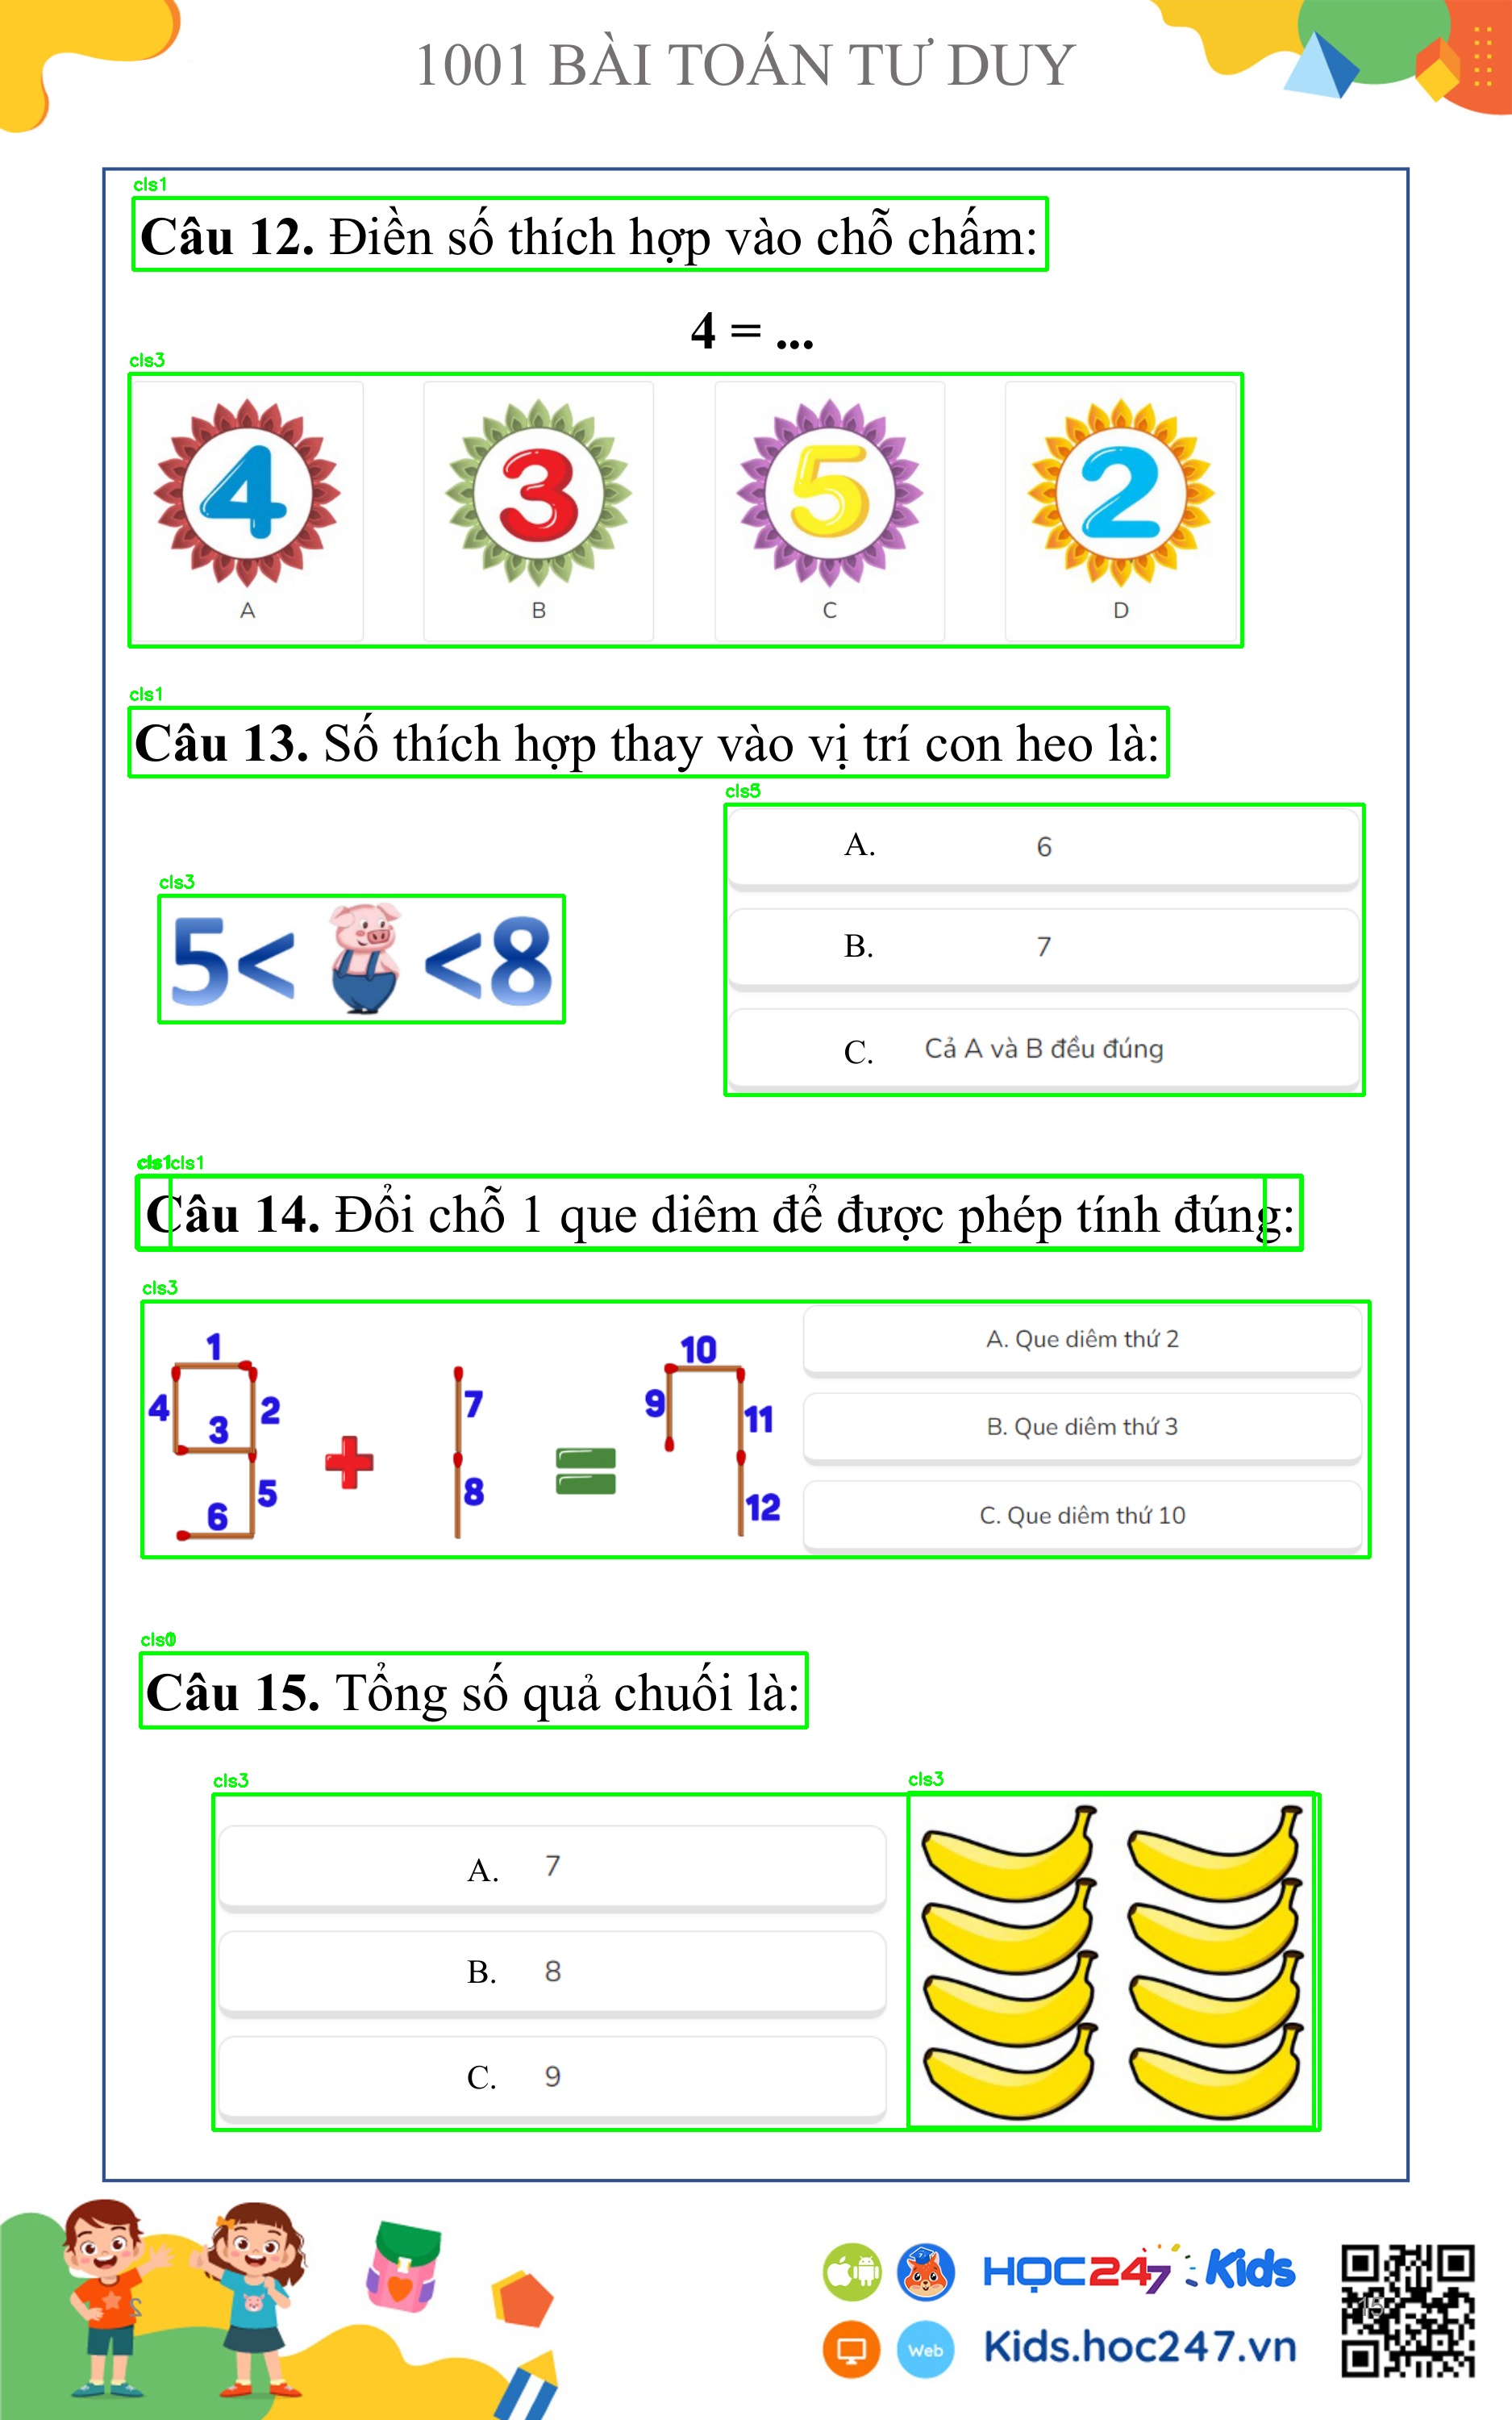 1001 BÀI TOÁN TƯ DUY
cls1
Câu 12. Điền số thích hợp vào chỗ chấm:
4 = ...
cls3
4 3 5 2
A B C D
cls1
Câu 13. Số thích hợp thay vào vị trí con heo là:
cls3
5< <8
A. 6
B. 7
C. Cả A và B đều đúng
cls1
Câu 14. Đổi chỗ 1 que diêm để được phép tính đúng:
cls3
1 10
4 2 7 9 11
3
5 8 12
6
A. Que diêm thứ 2
B. Que diêm thứ 3
C. Que diêm thứ 10
Câu 15. Tổng số quả chuối là:
cls3 cls3
A. 7
B. 8
C. 9
HỌC247 Kids
Web Kids.hoc247.vn
2
15